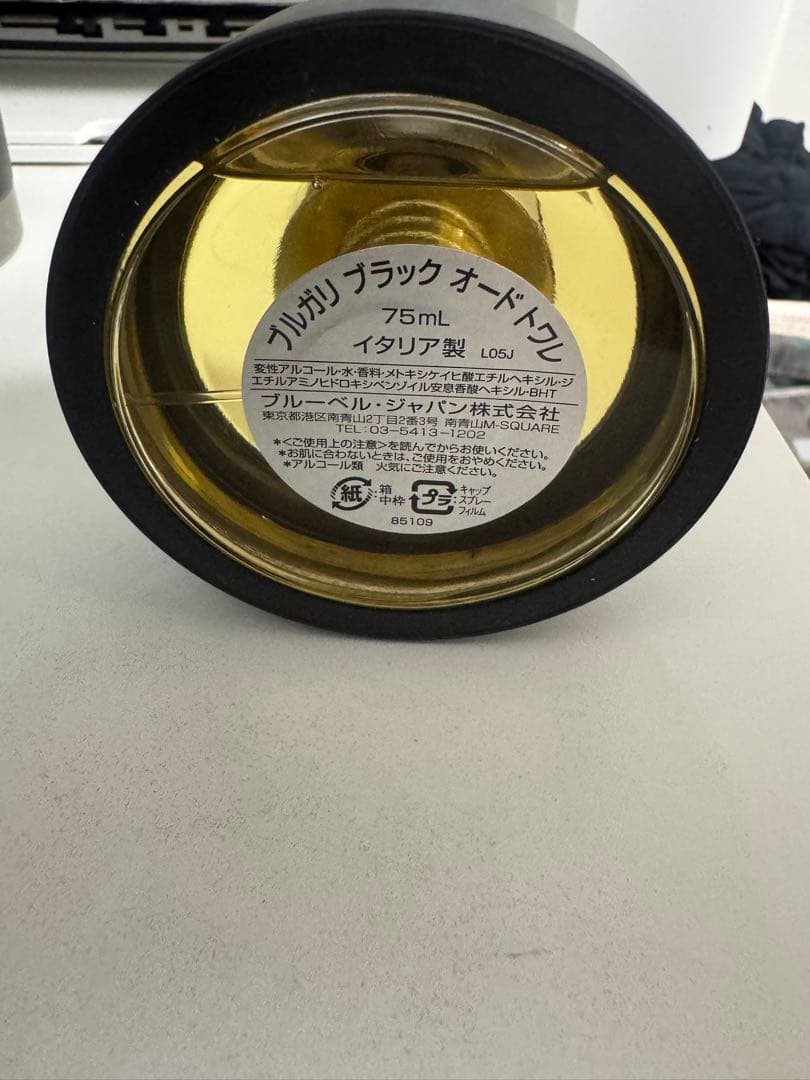 ブルガリ ブラック オードトワレ
75mL
イタリア製 L05J
変性アルコール・水・香料・メトキシケイヒ酸エチルヘキシル・ジ
エチルアミノヒドロキシベンゾイル安息香酸ヘキシル・BHT
ブルーベル・ジャパン株式会社
東京都港区南青山2丁目2番3号 南青山M-SQUARE
TEL:03-5413-1202
*<ご使用上の注意>を読んでからお使いください。
*お肌に合わないときは、ご使用をおやめください。
*アルコール類 火気にご注意ください。
紙 :箱 中枠
プラ :キャップ スプレー フィルム
85109